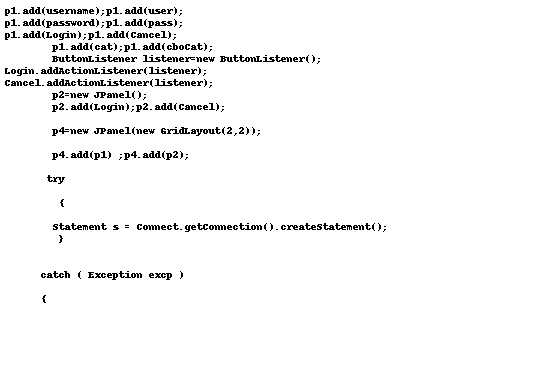 p1.add(username);p1.add(user);
p1.add(password);p1.add(pass);
p1.add(Login);p1.add(Cancel);
p1.add(cat);p1.add(cboCat);
ButtonListener listener=new ButtonListener();
Login.addActionListener(listener);
Cancel.addActionListener(listener);
p2=new JPanel();
p2.add(Login);p2.add(Cancel);
p4=new JPanel(new GridLayout(2,2));
p4.add(p1) ;p4.add(p2);
try
{
Statement s = Connect.getConnection().createStatement();
}
catch ( Exception excp )
{